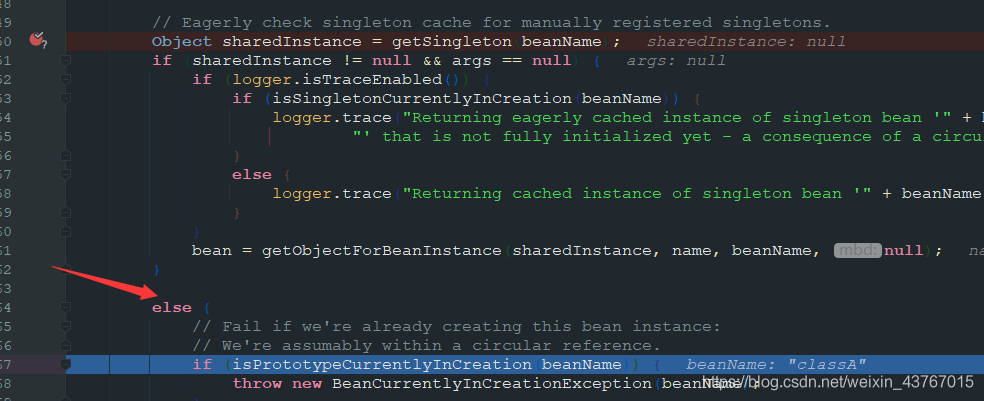 48
49 // Eagerly check singleton cache for manually registered singletons.
50 Object sharedInstance = getSingleton(beanName); sharedInstance: null
51 if (sharedInstance != null && args == null) { args: null
52 if (logger.isTraceEnabled()) {
53 if (isSingletonCurrentlyInCreation(beanName)) {
54 logger.trace("Returning eagerly cached instance of singleton bean '" +
55 "' that is not fully initialized yet - a consequence of a circu
56 }
57 else {
58 logger.trace("Returning cached instance of singleton bean '" + beanName
59 }
60 }
61 bean = getObjectForBeanInstance(sharedInstance, name, beanName, mbd: null); na
62 }
63
64 else {
65 // Fail if we're already creating this bean instance:
66 // We're assumably within a circular reference.
67 if (isPrototypeCurrentlyInCreation(beanName)) { beanName: "classA"
68 throw new BeanCurrentlyInCreationException(beanName);
https://blog.csdn.net/weixin_43767015